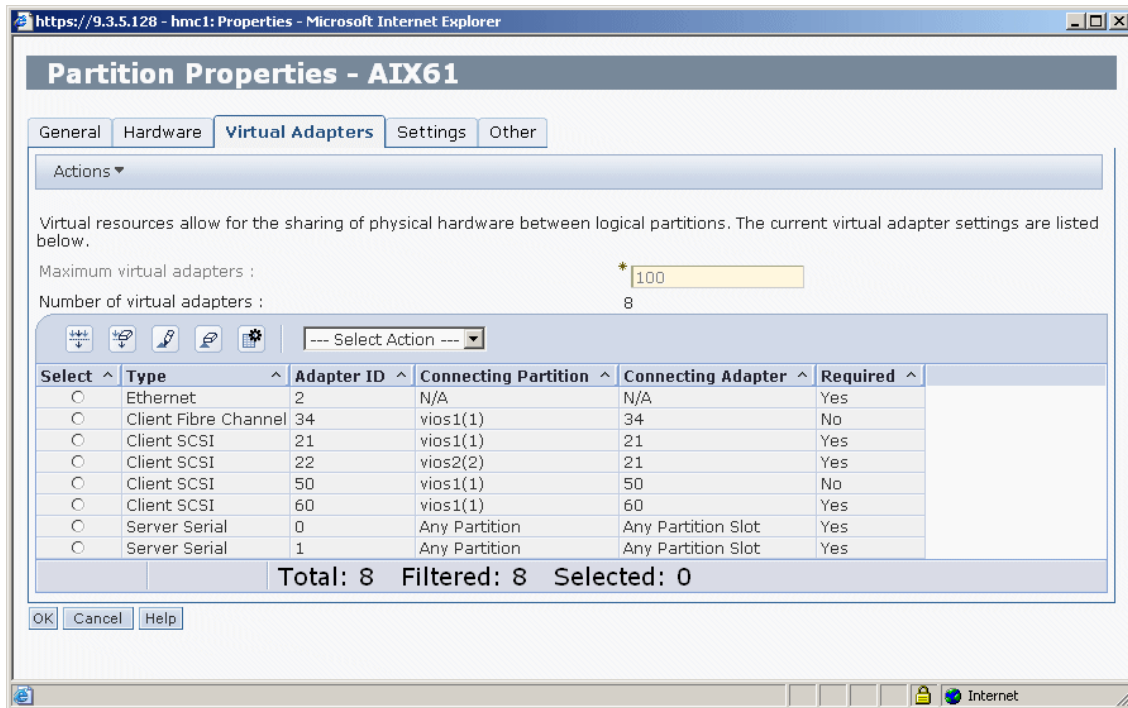 https://9.3.5.128 - hmc1: Properties - Microsoft Internet Explorer
Partition Properties - AIX61
General Hardware Virtual Adapters Settings Other
Actions
Virtual resources allow for the sharing of physical hardware between logical partitions. The current virtual adapter settings are listed
below.
Maximum virtual adapters : * 100
Number of virtual adapters : 8
--- Select Action ---
Select ^ Type ^ Adapter ID ^ Connecting Partition ^ Connecting Adapter ^ Required ^
Ethernet 2 N/A N/A Yes
Client Fibre Channel 34 vios1(1) 34 No
Client SCSI 21 vios1(1) 21 Yes
Client SCSI 22 vios2(2) 21 Yes
Client SCSI 50 vios1(1) 50 No
Client SCSI 60 vios1(1) 60 Yes
Server Serial 0 Any Partition Any Partition Slot Yes
Server Serial 1 Any Partition Any Partition Slot Yes
Total: 8 Filtered: 8 Selected: 0
OK Cancel Help
Internet